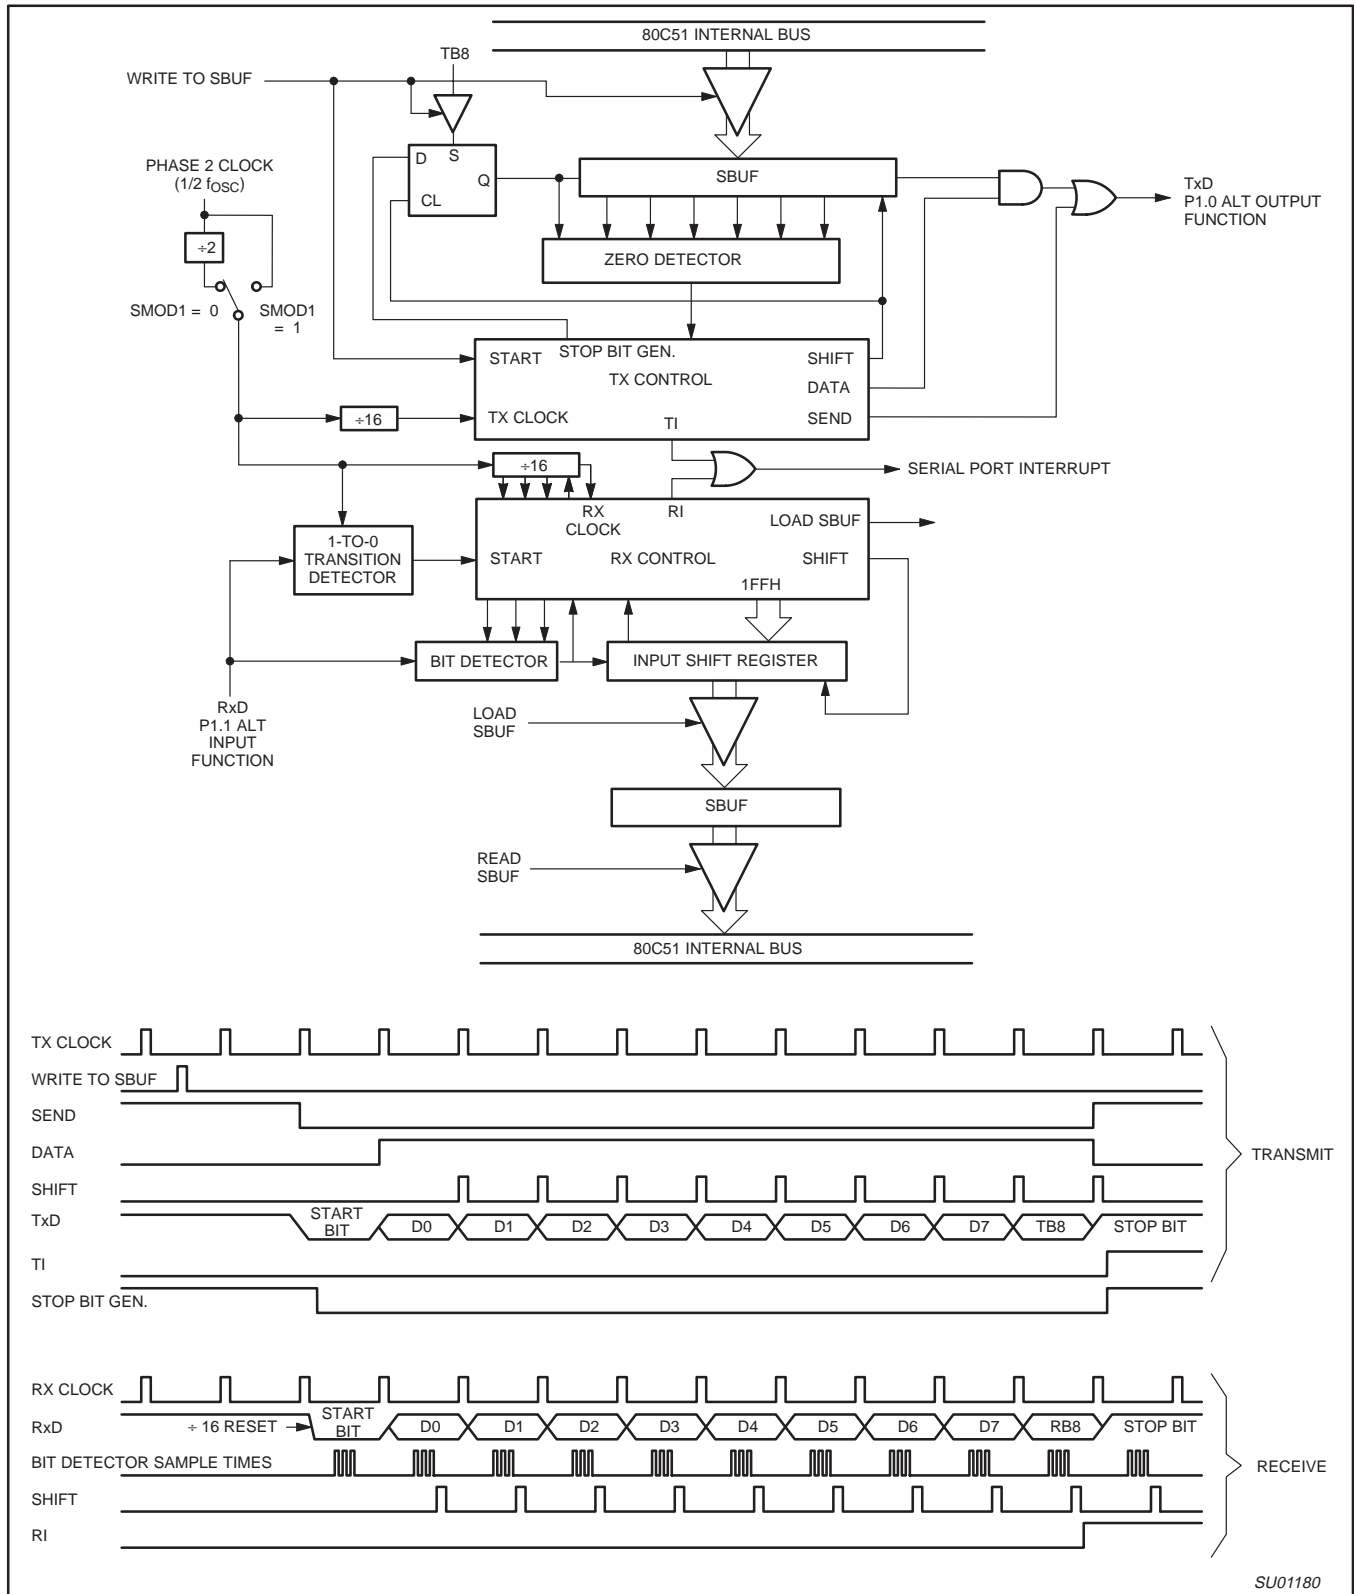 80C51 INTERNAL BUS
TB8
WRITE TO SBUF
D
S
Q
CL
PHASE 2 CLOCK
(1/2 fOSC)
÷2
SMOD1 = 0
SMOD1
= 1
SBUF
TxD
P1.0 ALT OUTPUT
FUNCTION
ZERO DETECTOR
START
STOP BIT GEN.
SHIFT
TX CONTROL
DATA
÷16
TX CLOCK
TI
SEND
÷16
SERIAL PORT INTERRUPT
RX
CLOCK
RI
LOAD SBUF
1-TO-0
TRANSITION
DETECTOR
START
RX CONTROL
SHIFT
1FFH
BIT DETECTOR
INPUT SHIFT REGISTER
RxD
P1.1 ALT
INPUT
FUNCTION
LOAD
SBUF
SBUF
READ
SBUF
80C51 INTERNAL BUS
TX CLOCK
WRITE TO SBUF
SEND
DATA
TRANSMIT
SHIFT
TxD
START
BIT
D0 D1 D2 D3 D4 D5 D6 D7 TB8 STOP BIT
TI
STOP BIT GEN.
RX CLOCK
RxD
÷ 16 RESET
START
BIT
D0 D1 D2 D3 D4 D5 D6 D7 RB8 STOP BIT
BIT DETECTOR SAMPLE TIMES
RECEIVE
SHIFT
RI
SU01180